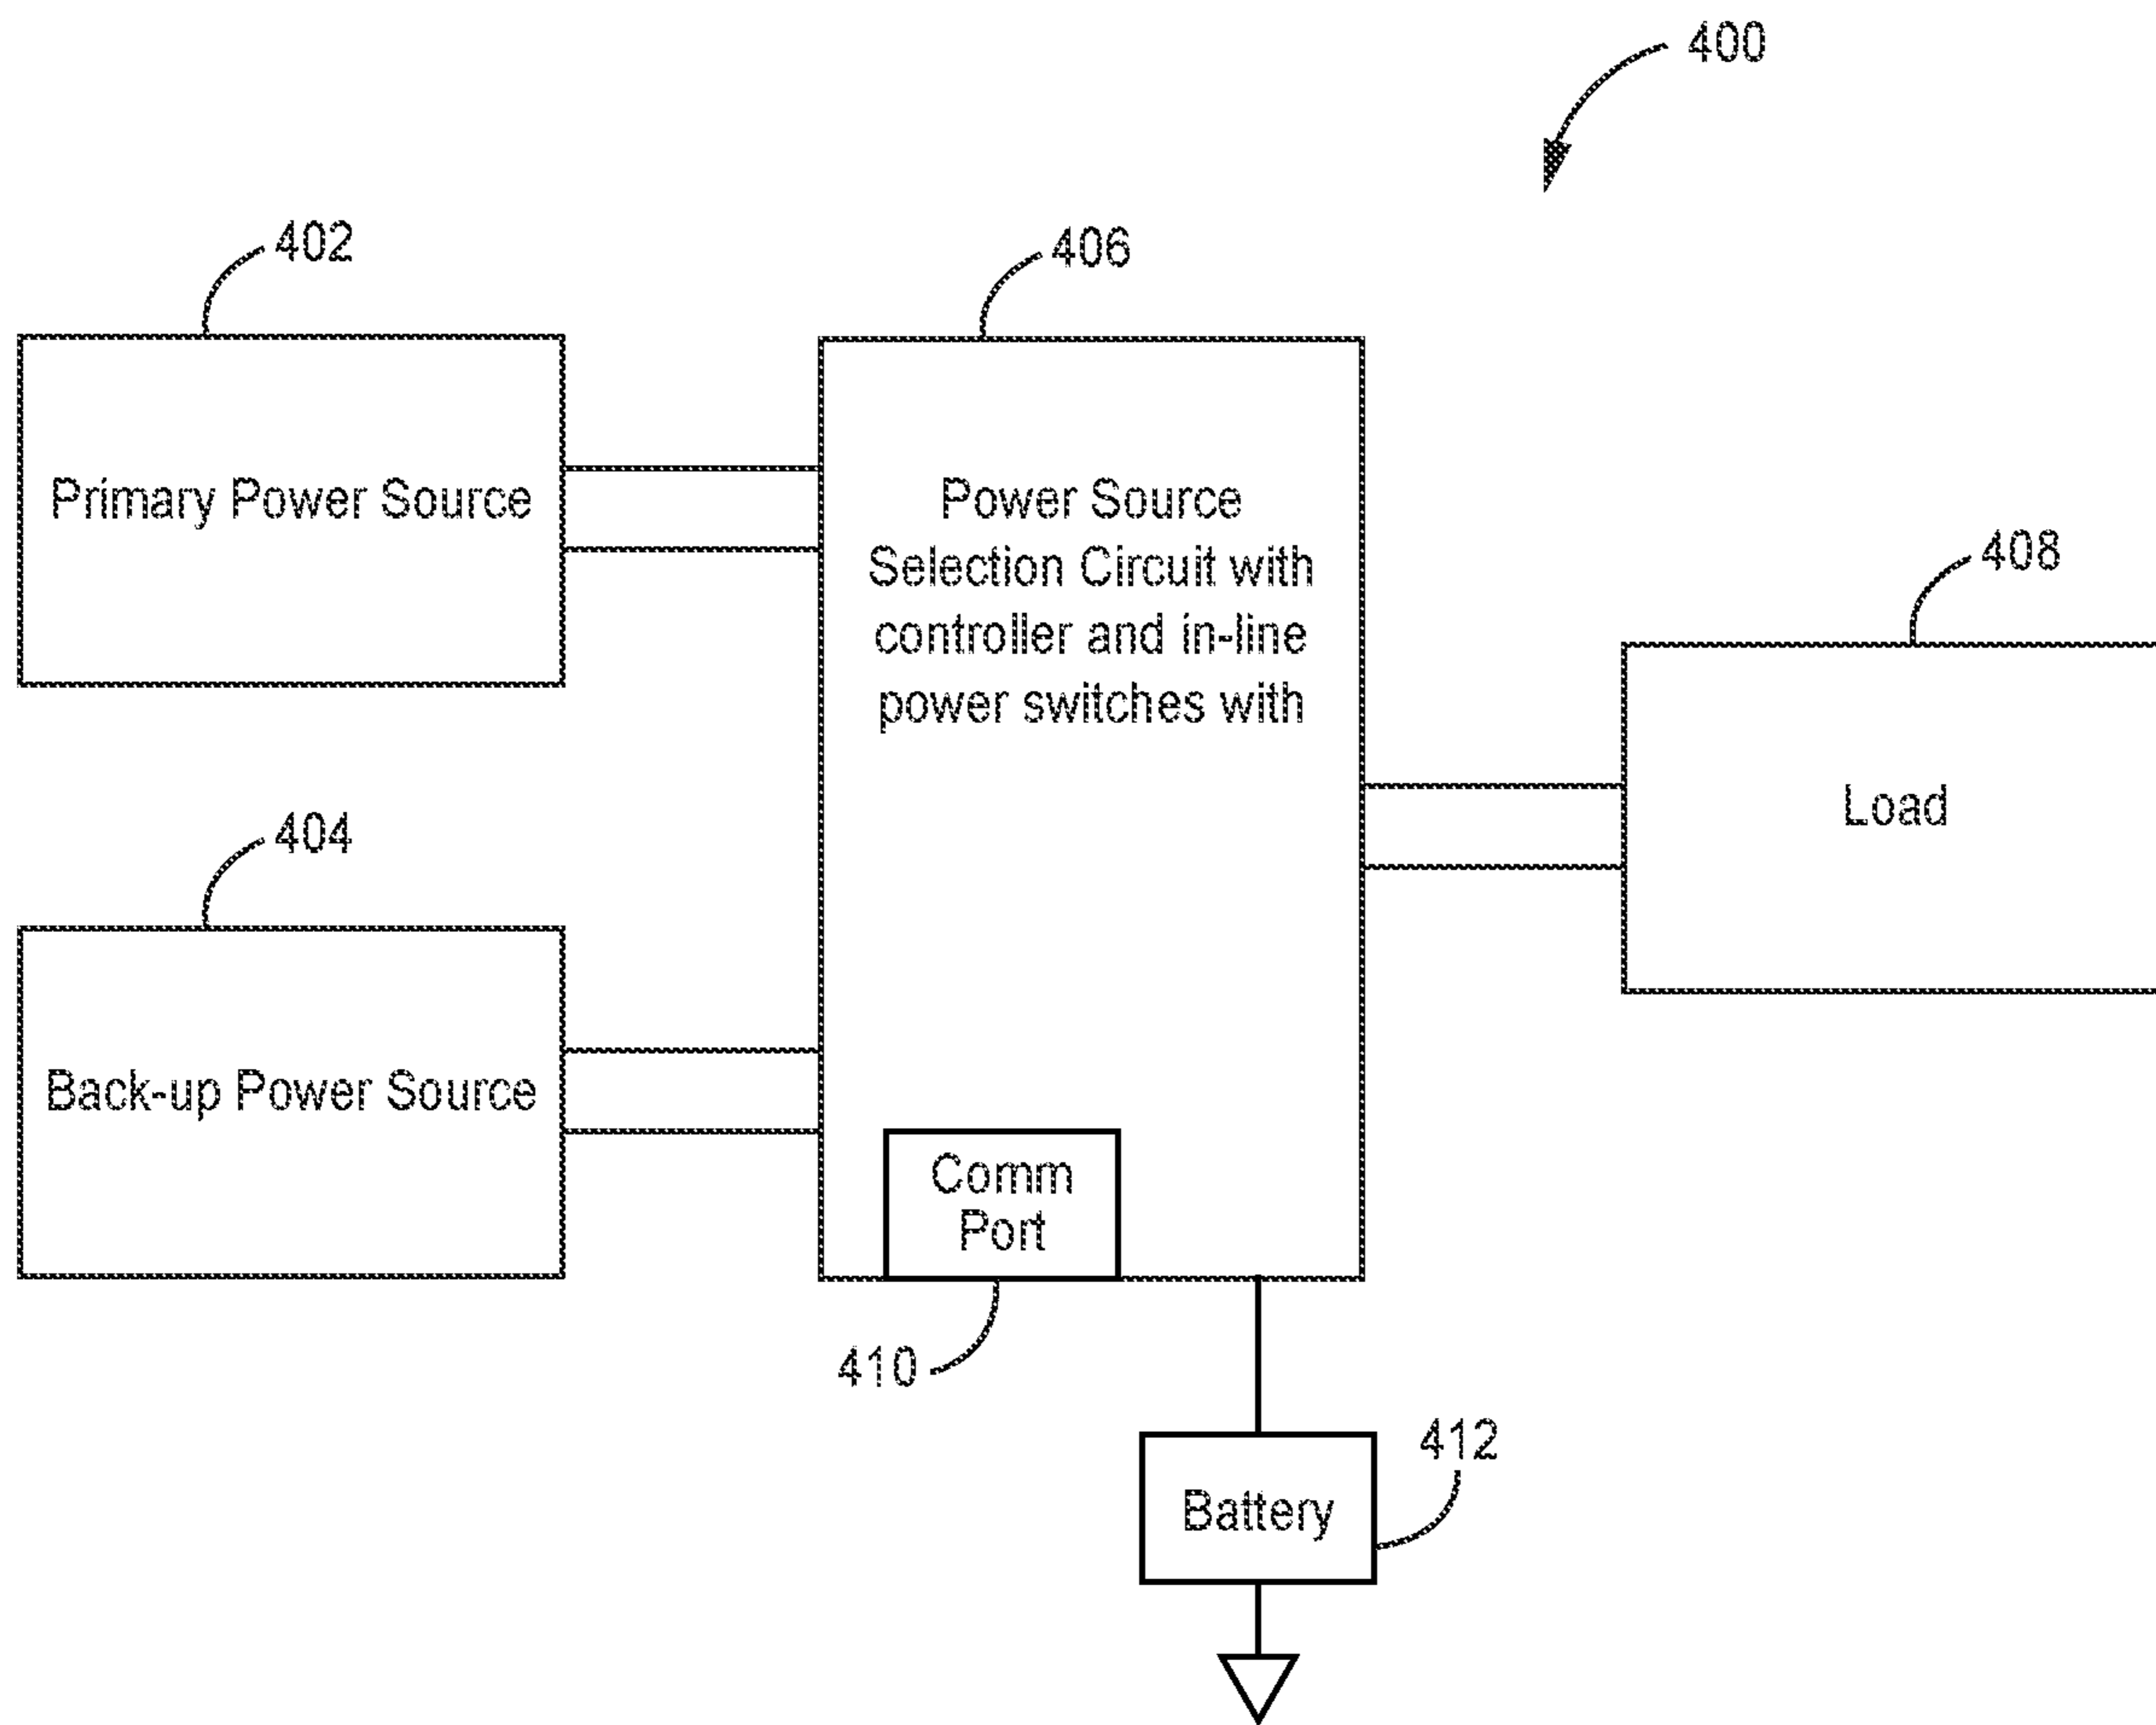 400
402
406
Primary Power Source
Power Source
Selection Circuit with
controller and in-line
power switches with
408
Load
404
Back-up Power Source
Comm
Port
410
412
Battery